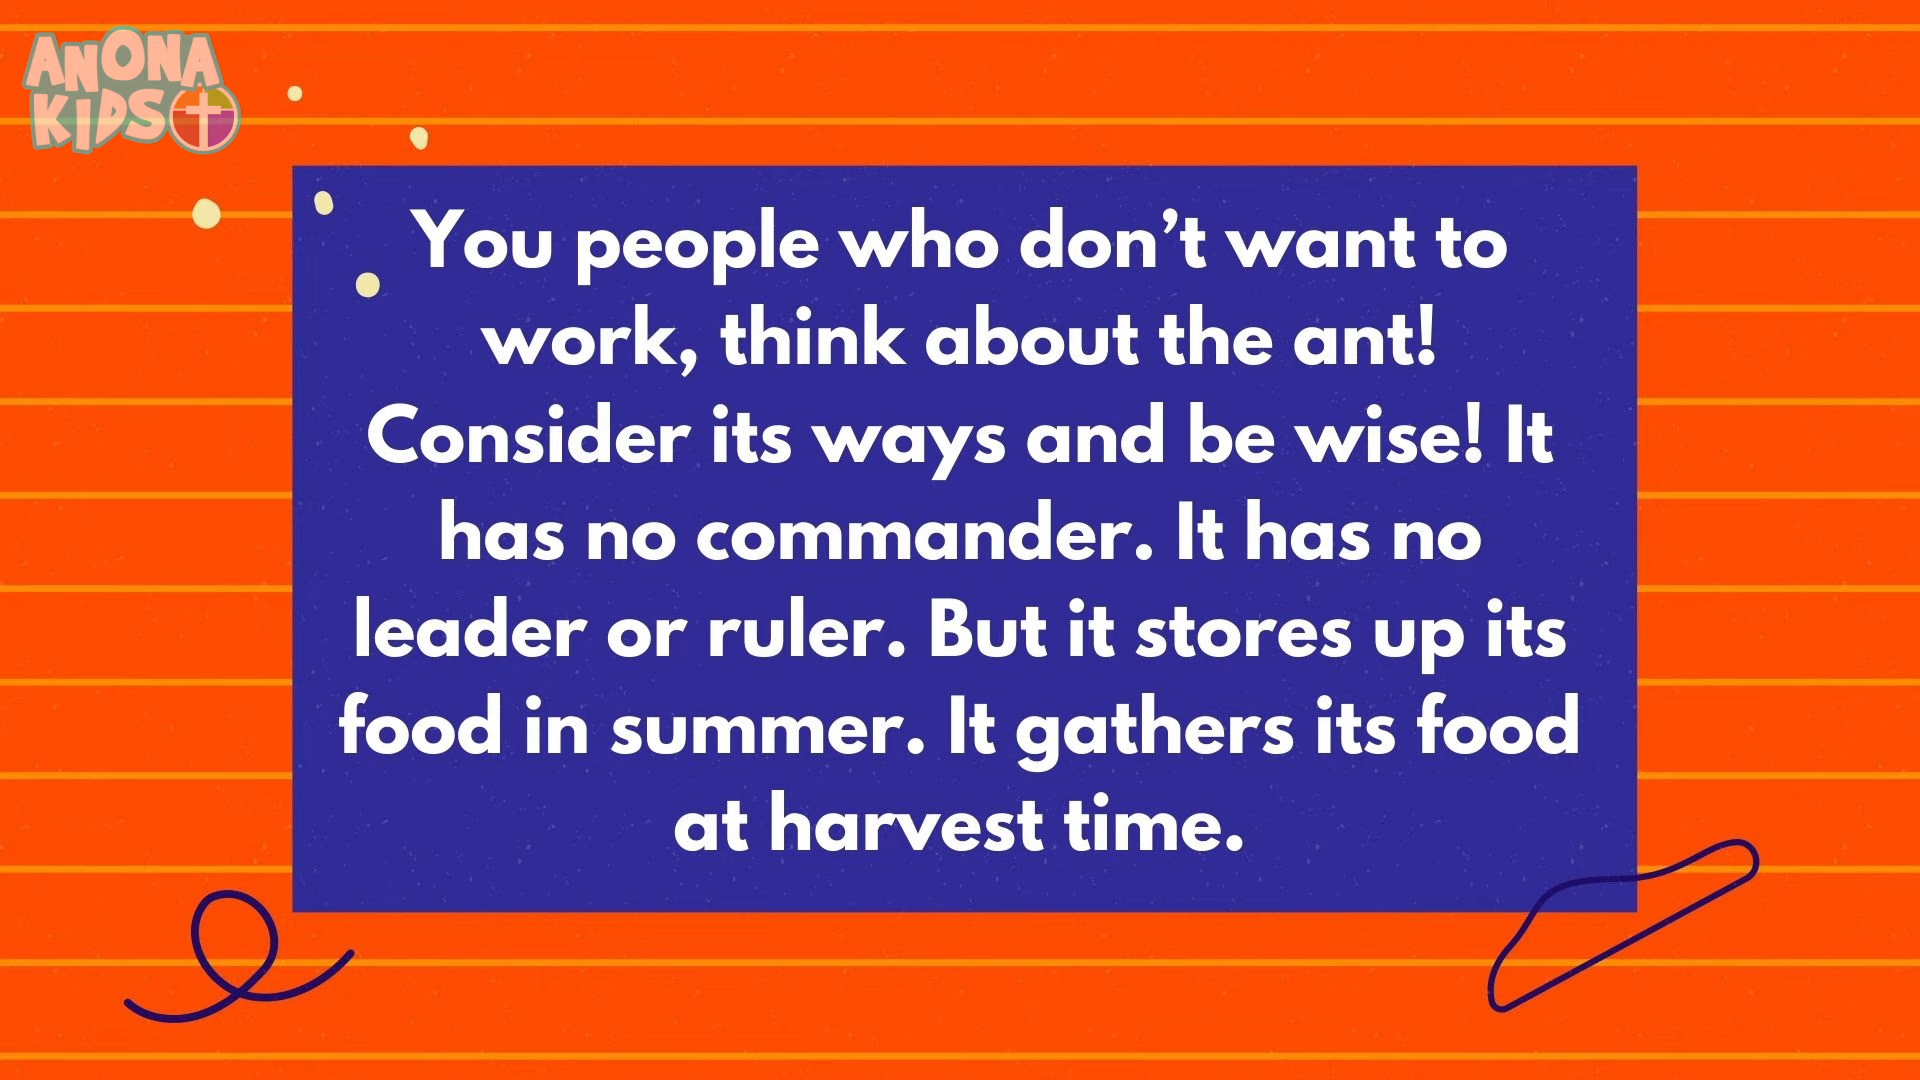 ANONA
KIDS
You people who don’t want to
work, think about the ant!
Consider its ways and be wise! It
has no commander. It has no
leader or ruler. But it stores up its
food in summer. It gathers its food
at harvest time.